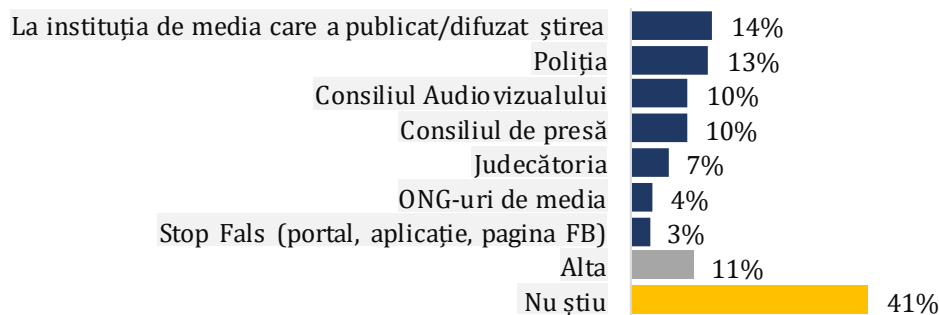 La instituția de media care a publicat/difuzat știrea 14%
Poliția 13%
Consiliul Audiovizualului 10%
Consiliul de presă 10%
Judecătoria 7%
ONG-uri de media 4%
Stop Fals (portal, aplicație, pagina FB) 3%
Alta 11%
Nu știu 41%